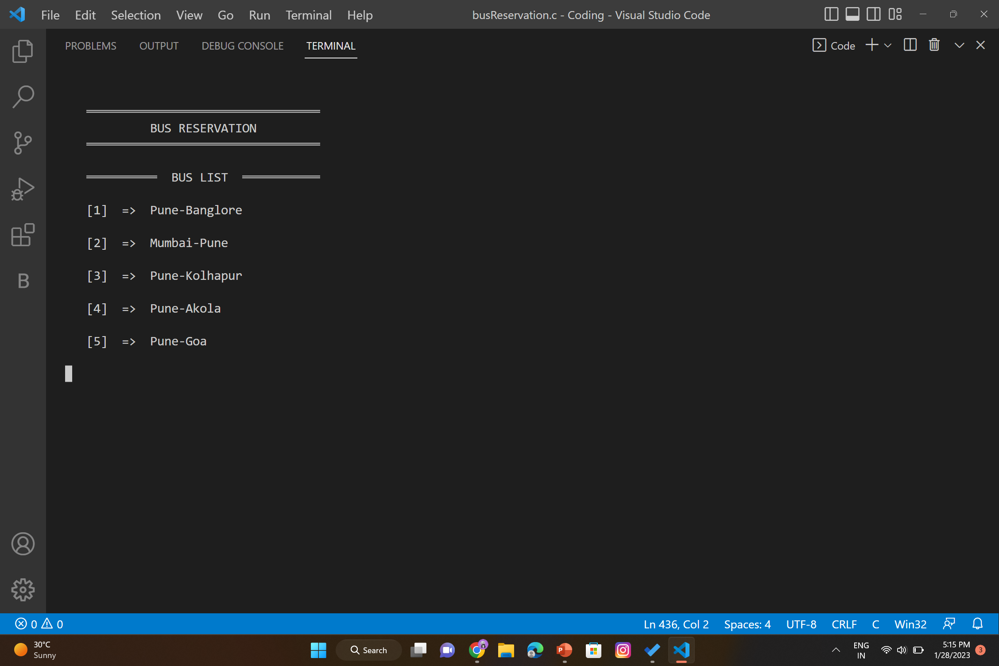 File Edit Selection View Go Run Terminal Help busReservation.c - Coding - Visual Studio Code
PROBLEMS OUTPUT DEBUG CONSOLE TERMINAL Code
BUS RESERVATION
BUS LIST
[1] => Pune-Banglore
[2] => Mumbai-Pune
[3] => Pune-Kolhapur
[4] => Pune-Akola
[5] => Pune-Goa
B
0 0 Ln 436, Col 2 Spaces: 4 UTF-8 CRLF C Win32
30°C
Sunny
Search
P
ENG
IN
5:15 PM
1/28/2023
3